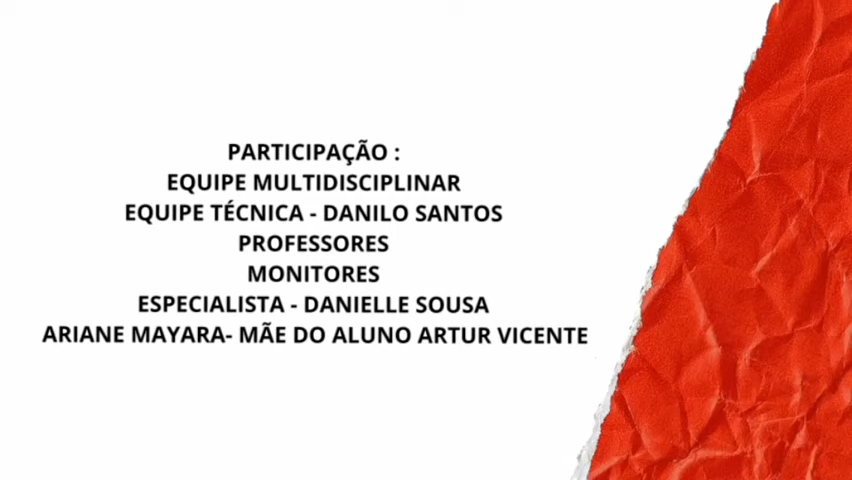 PARTICIPAÇÃO :
EQUIPE MULTIDISCIPLINAR
EQUIPE TÉCNICA - DANILO SANTOS
PROFESSORES
MONITORES
ESPECIALISTA - DANIELLE SOUSA
ARIANE MAYARA- MÃE DO ALUNO ARTUR VICENTE